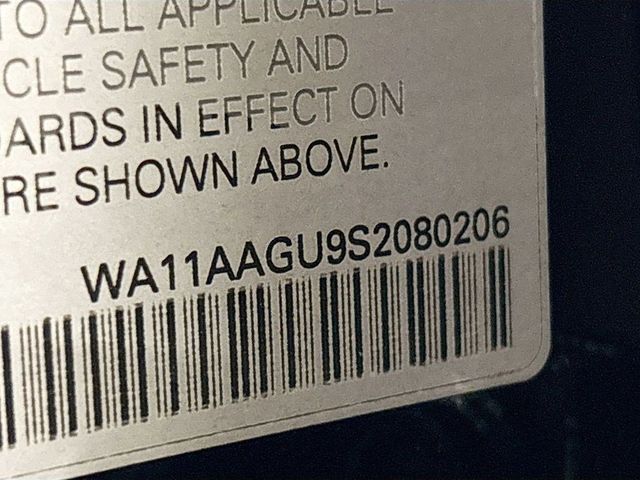 TO ALL APPLICABLE
CLE SAFETY AND
ARDS IN EFFECT ON
RE SHOWN ABOVE.
WA11AAGU9S2080206